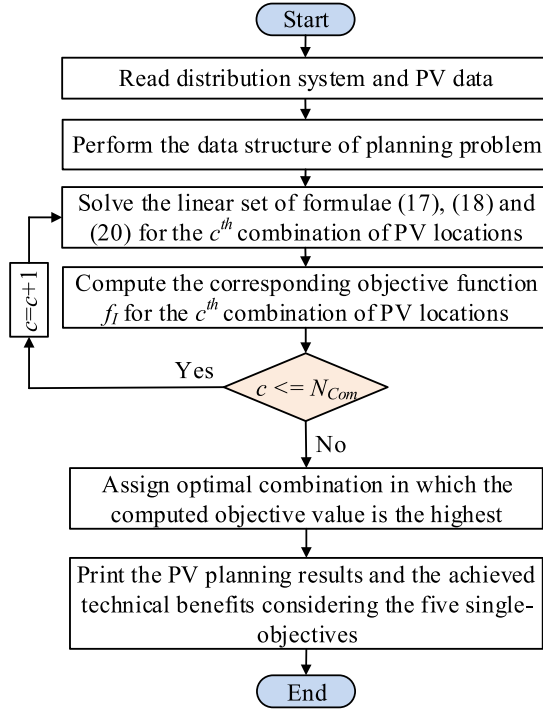 Start
Read distribution system and PV data
Perform the data structure of planning problem
Solve the linear set of formulae (17), (18) and
(20) for the cth combination of PV locations
c=c+1
Compute the corresponding objective function
fI for the cth combination of PV locations
Yes
c <= NCom
No
Assign optimal combination in which the
computed objective value is the highest
Print the PV planning results and the achieved
technical benefits considering the five single-
objectives
End